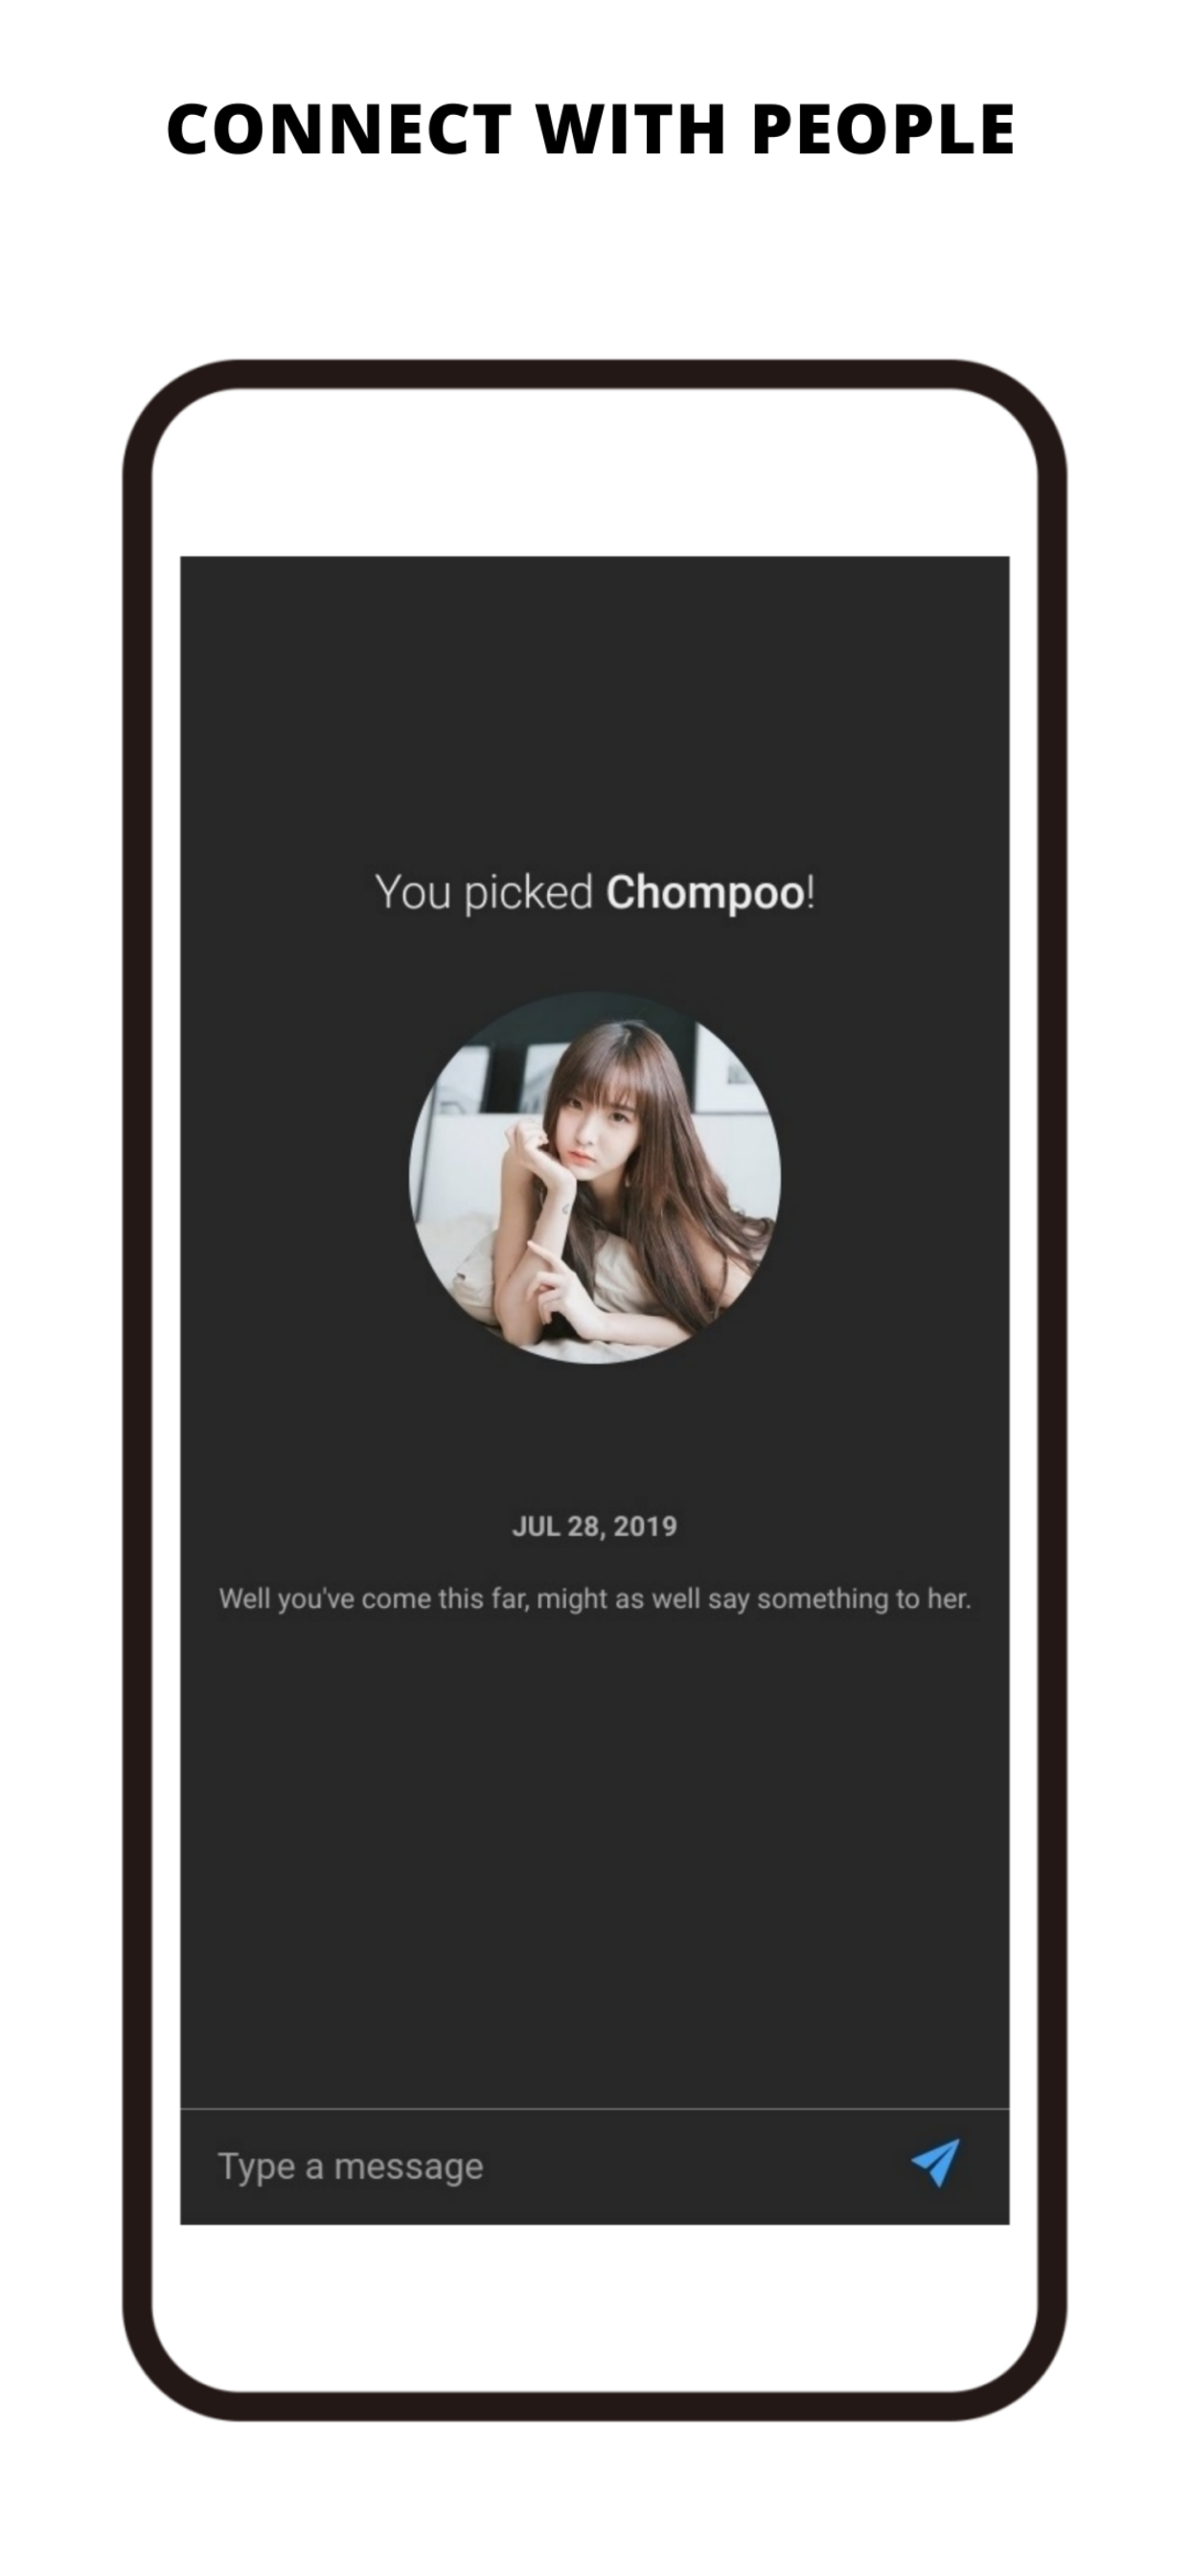 CONNECT WITH PEOPLE
You picked Chompoo!
JUL 28, 2019
Well you've come this far, might as well say something to her.
Type a message